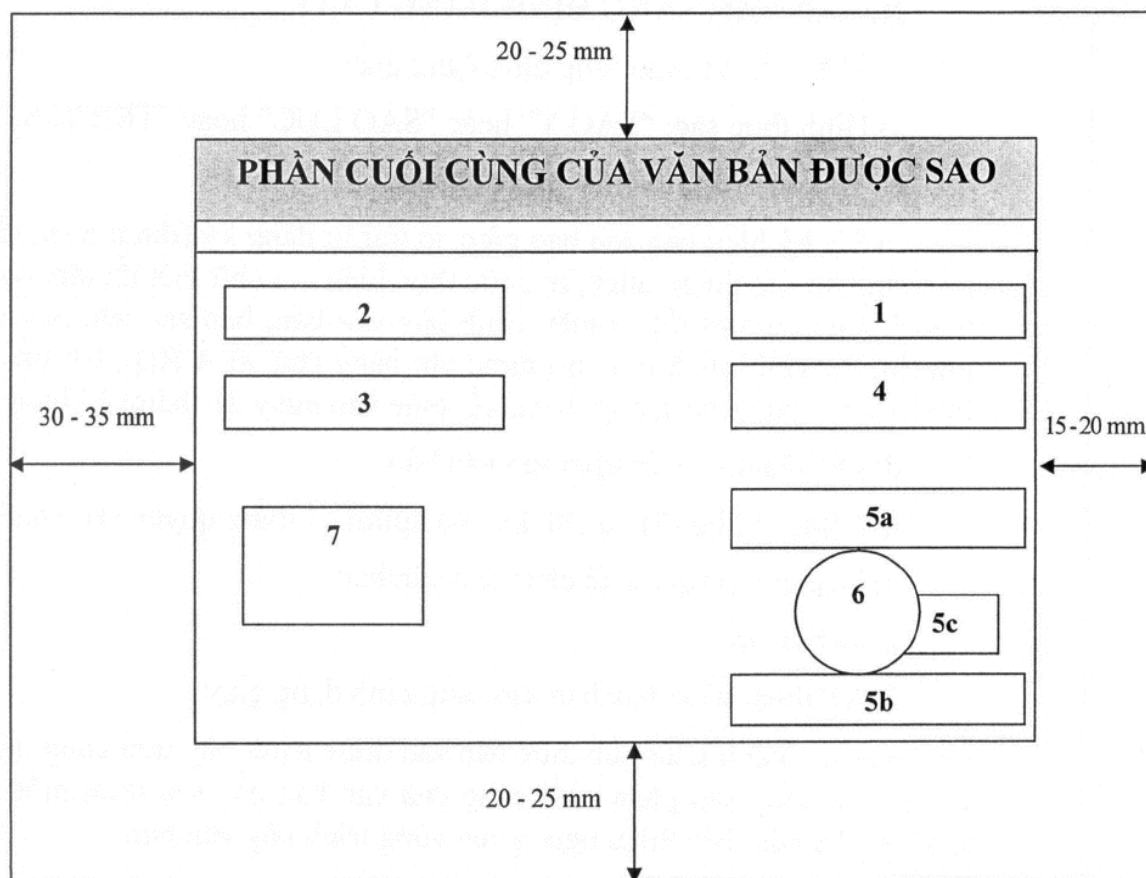 20 - 25 mm
PHẦN CUỐI CÙNG CỦA VĂN BẢN ĐƯỢC SAO
2 1
3 4
30 - 35 mm 15 - 20 mm
5a
7
6
5c
5b
20 - 25 mm